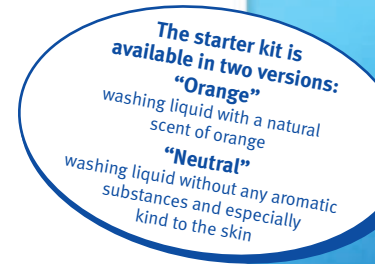 The starter kit is
available in two versions:
“Orange”
washing liquid with a natural
scent of orange
“Neutral”
washing liquid without any aromatic
substances and especially
kind to the skin